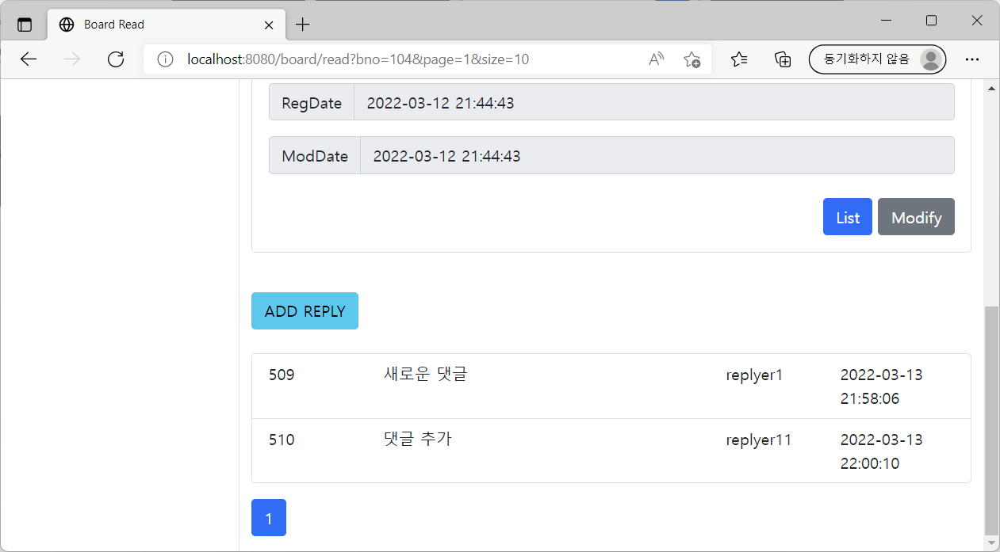 Board Read
localhost:8080/board/read?bno=104&page=1&size=10
동기화하지 않음
RegDate 2022-03-12 21:44:43
ModDate 2022-03-12 21:44:43
List Modify
ADD REPLY
509 새로운 댓글 replyer1 2022-03-13
21:58:06
510 댓글 추가 replyer11 2022-03-13
22:00:10
1